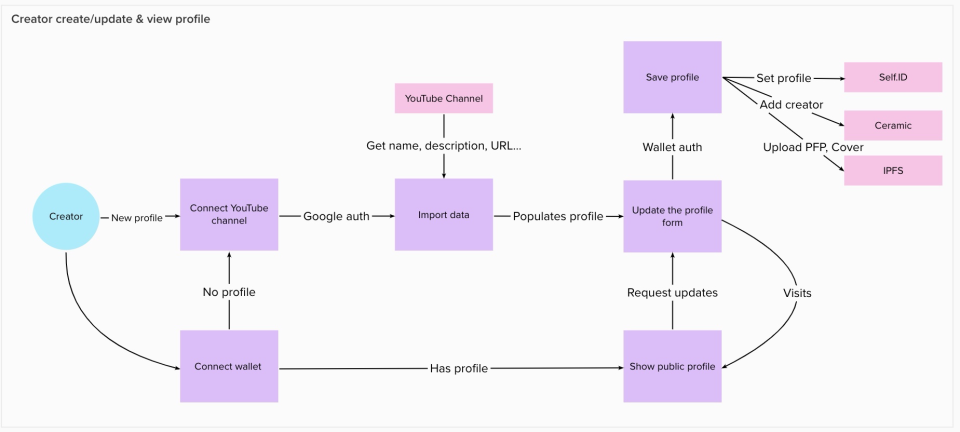 Creator create/update & view profile
Save profile
Set profile
Self.ID
Add creator
YouTube Channel
Ceramic
Get name, description, URL...
Wallet auth
Upload PFP, Cover
IPFS
Creator
New profile
Connect YouTube
channel
Google auth
Import data
Populates profile
Update the profile
form
No profile
Request updates
Visits
Connect wallet
Has profile
Show public profile